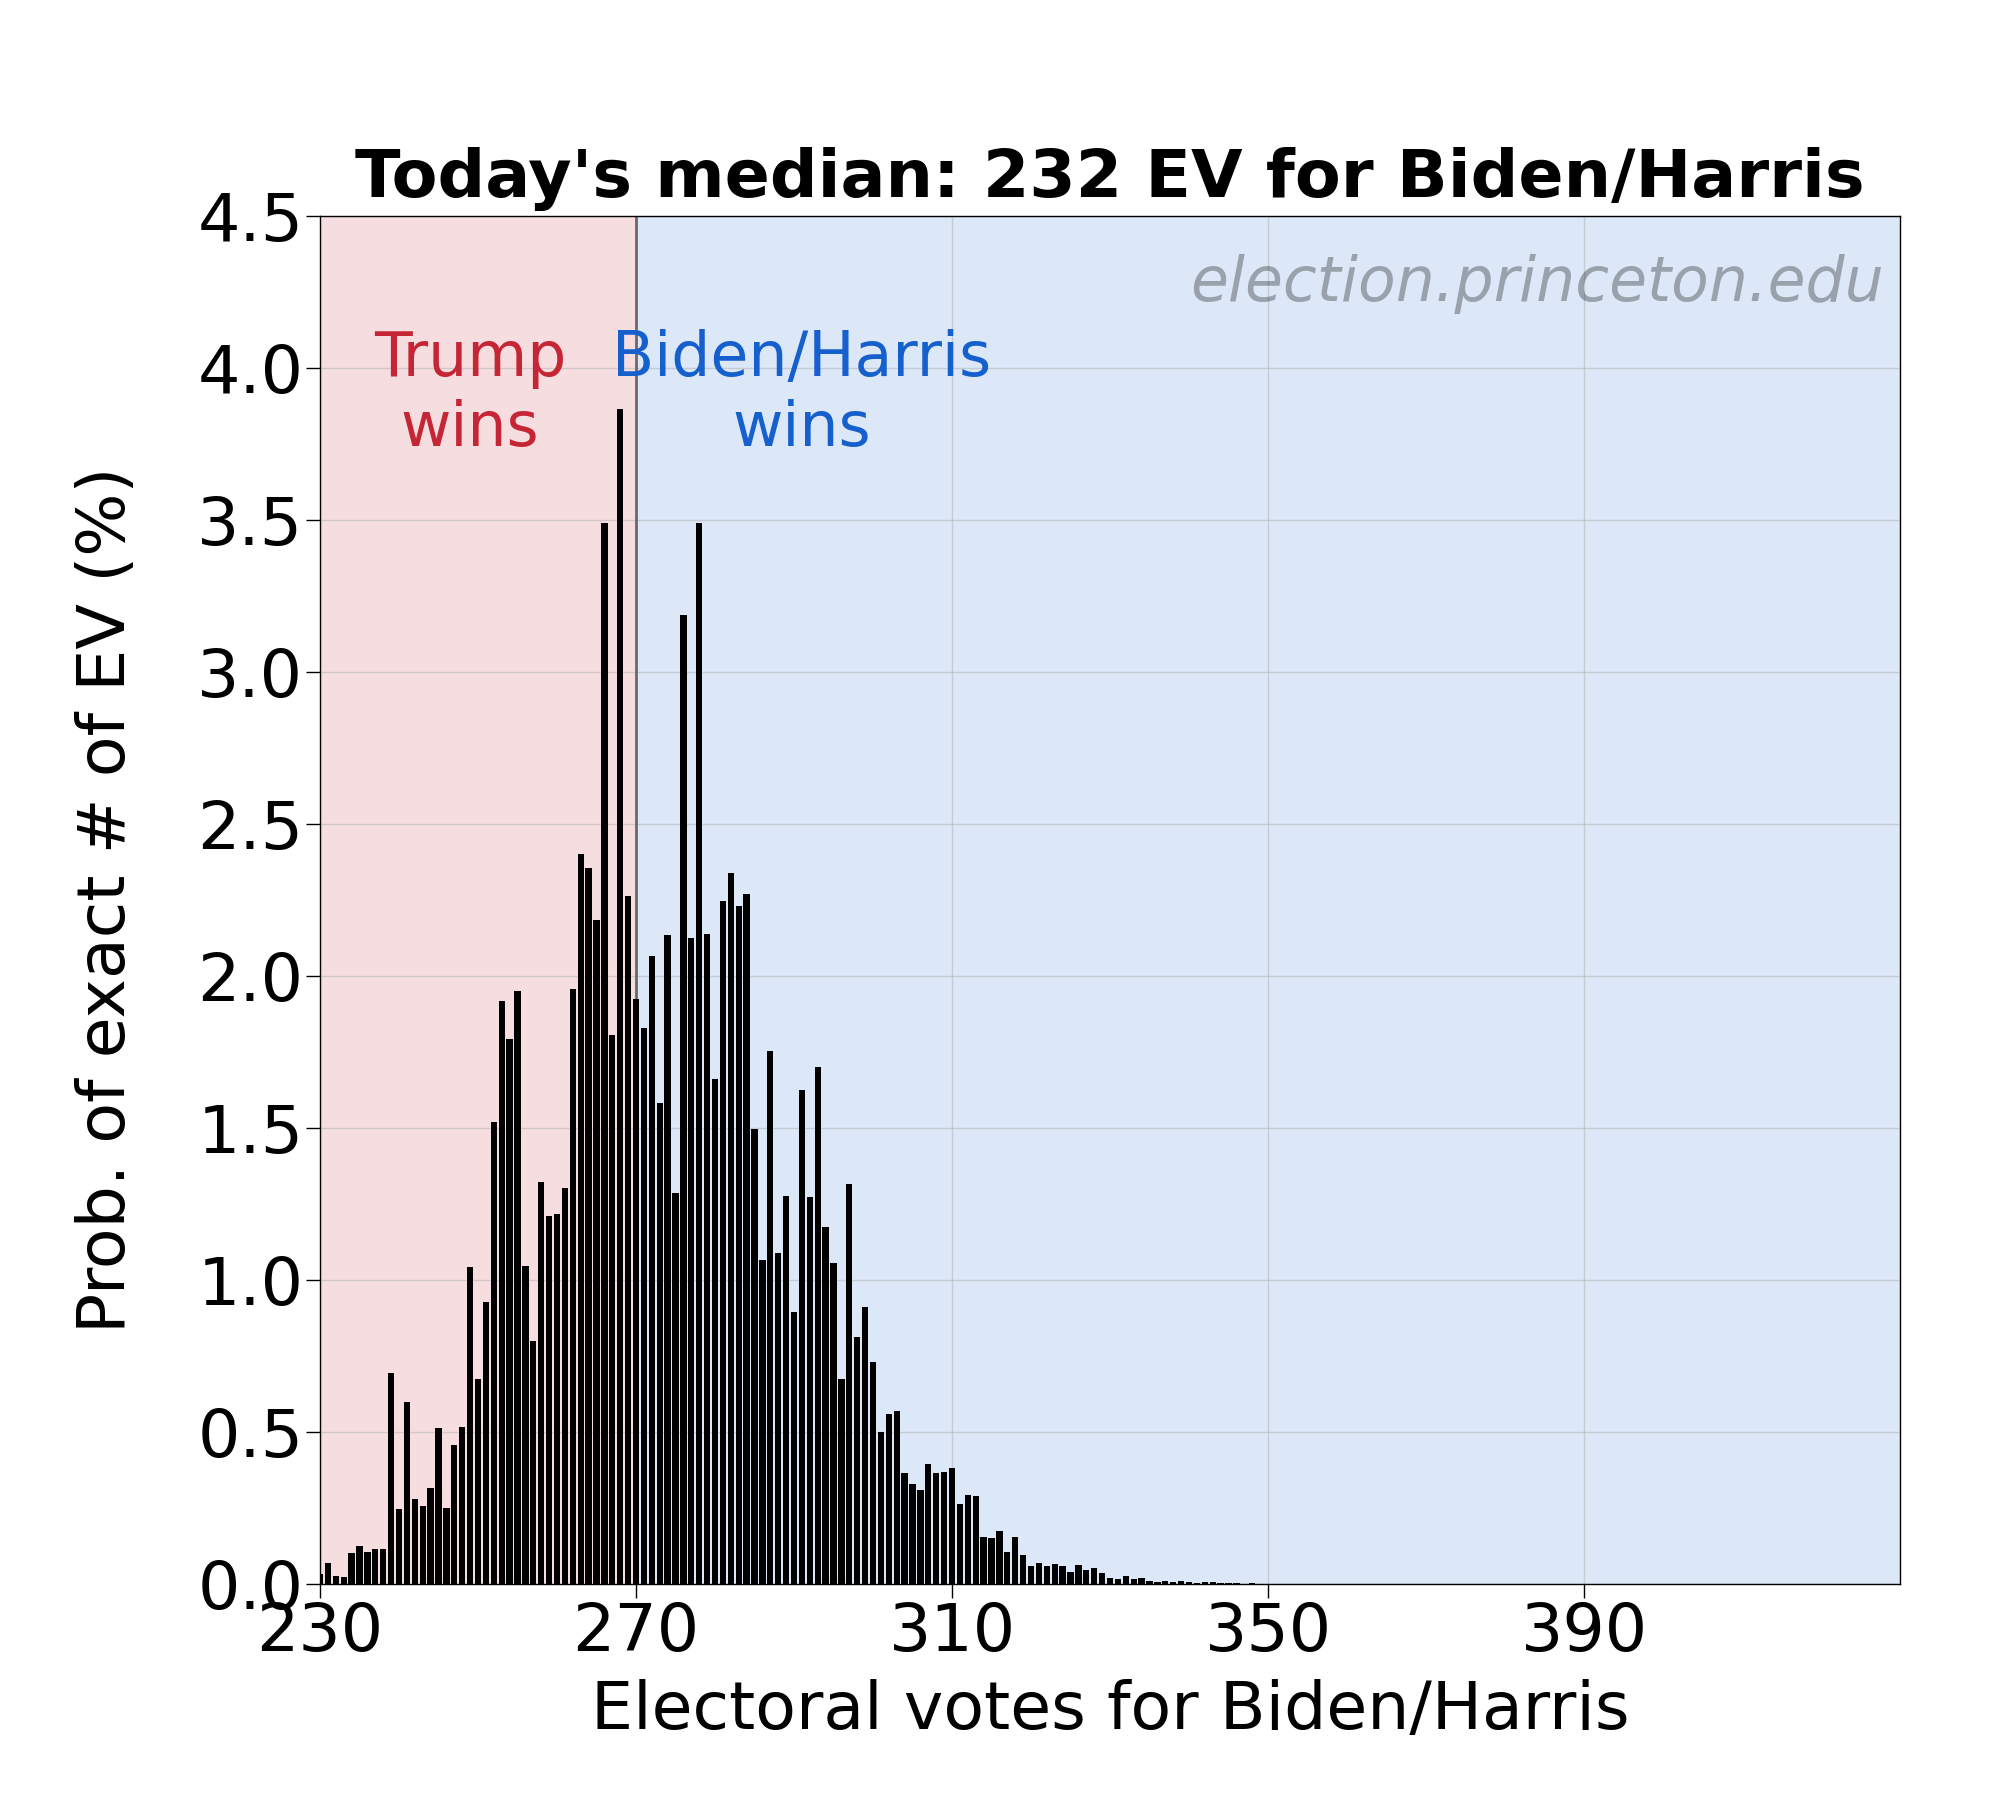 Today's median: 232 EV for Biden/Harris
election.princeton.edu
Trump
wins
Biden/Harris
wins
Prob. of exact # of EV (%)
4.5
4.0
3.5
3.0
2.5
2.0
1.5
1.0
0.5
0.0
230 270 310 350 390
Electoral votes for Biden/Harris